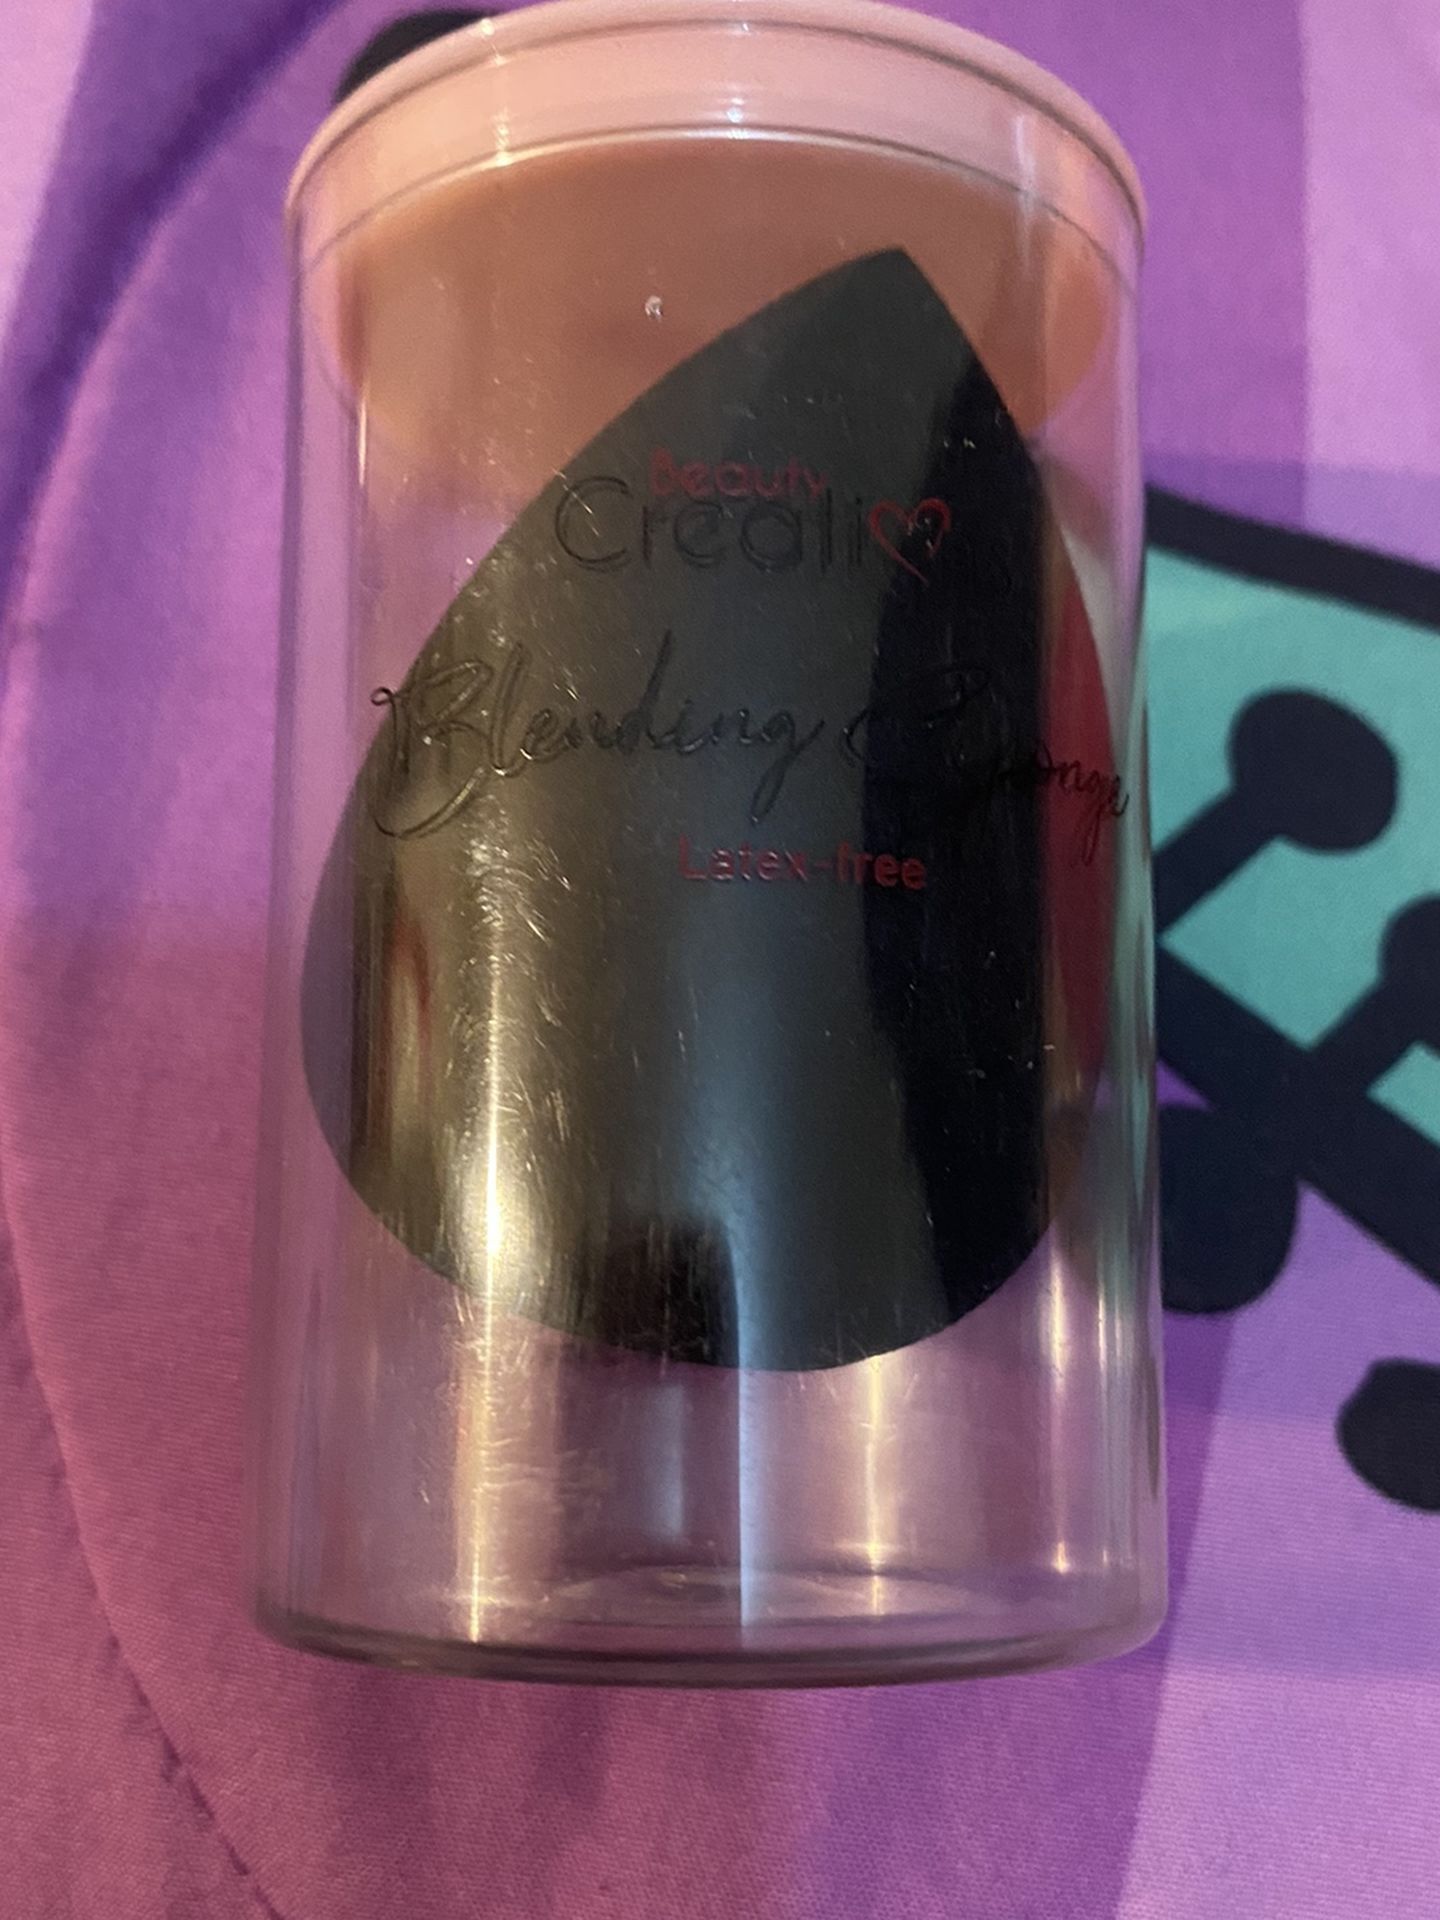 Beauty
Creati
Blending Sponge
Latex-free